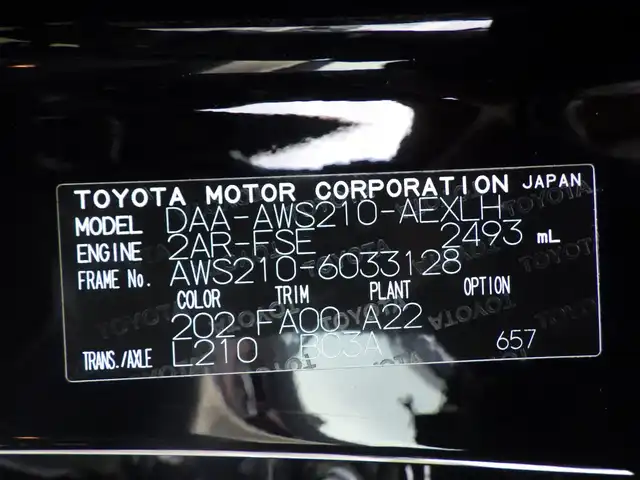 TOYOTA MOTOR CORPORATION JAPAN
MODEL DAA-AWS210-AEXLH
ENGINE 2AR-FSE 2493 mL
FRAME No. AWS210-6033128
COLOR TRIM PLANT OPTION
202 FA00 A22
TRANS./AXLE L210 BC3A 657